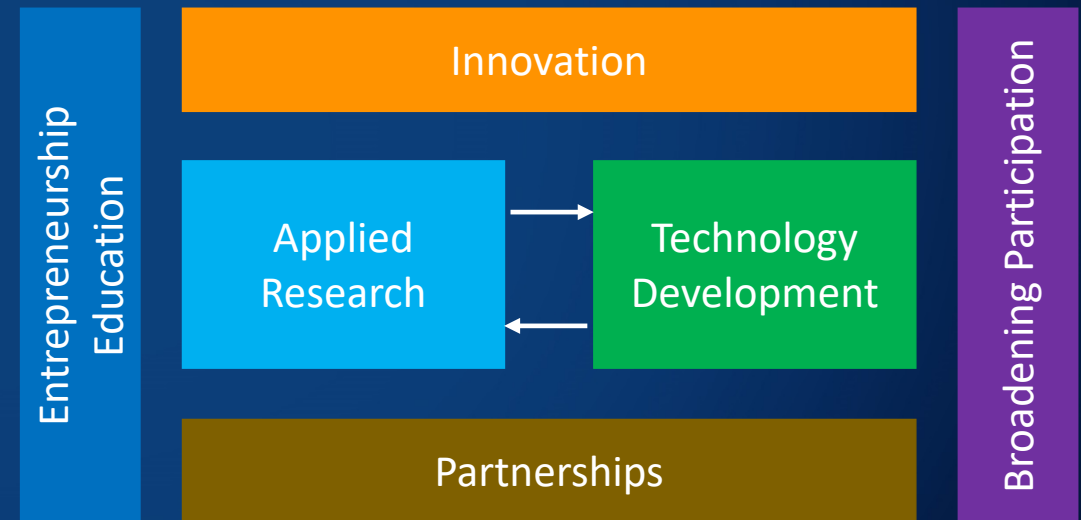 Entrepreneurship
Education
Innovation
Applied
Research
Technology
Development
Partnerships
Broadening Participation